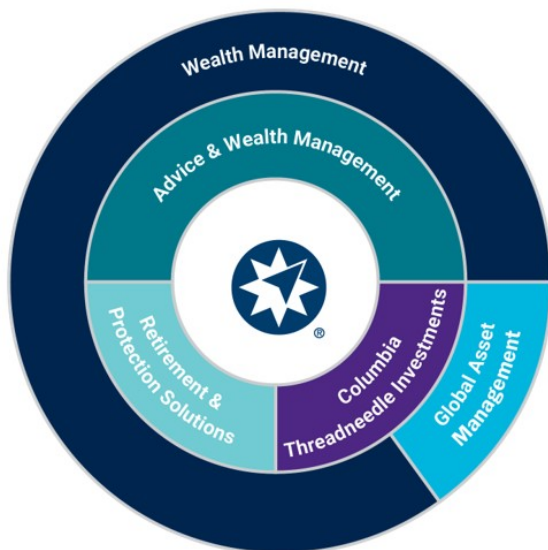 Wealth Management
Advice & Wealth Management
®
Retirement &
Protection Solutions
Columbia
Threadneedle Investments
Global Asset
Management